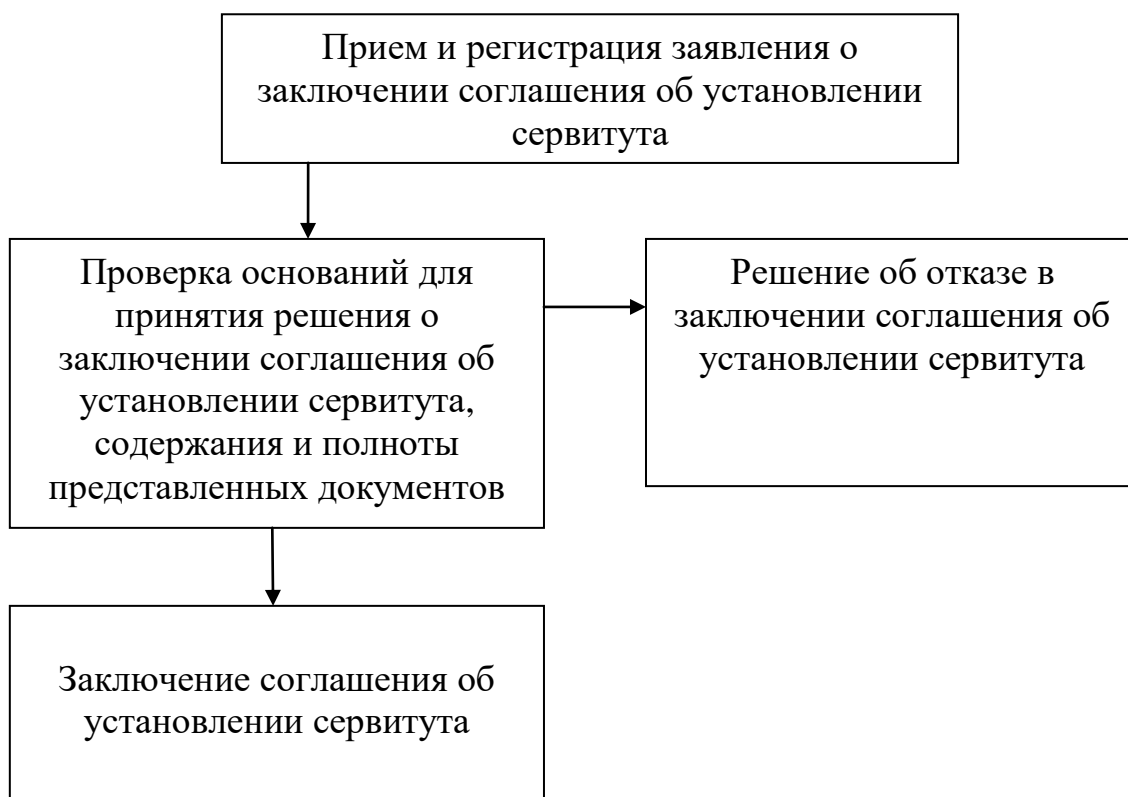 Прием и регистрация заявления о
заключении соглашения об установлении
сервитута
Проверка оснований для
принятия решения о
заключении соглашения об
установлении сервитута,
содержания и полноты
представленных документов
Решение об отказе в
заключении соглашения об
установлении сервитута
Заключение соглашения об
установлении сервитута